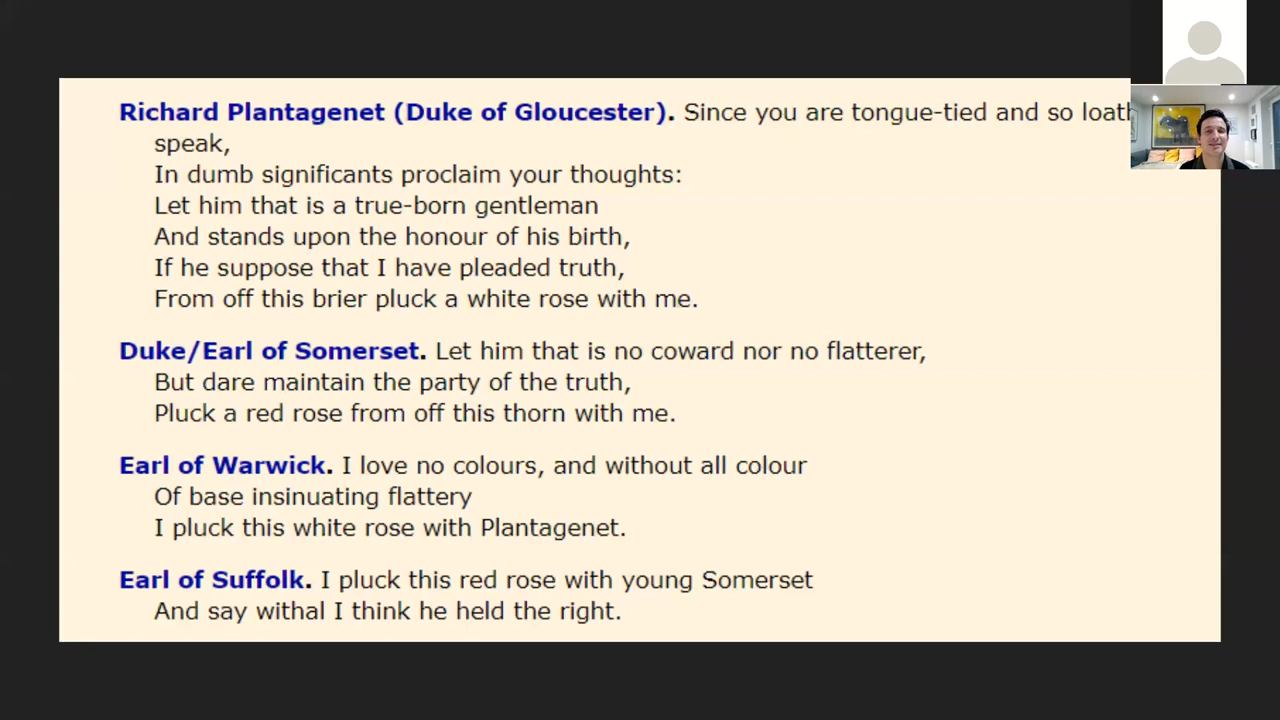 Richard Plantagenet (Duke of Gloucester). Since you are tongue-tied and so
speak,
In dumb significants proclaim your thoughts:
Let him that is a true-born gentleman
And stands upon the honour of his birth,
If he suppose that I have pleaded truth,
From off this brier pluck a white rose with me.
Duke/Earl of Somerset. Let him that is no coward nor no flatterer,
But dare maintain the party of the truth,
Pluck a red rose from off this thorn with me.
Earl of Warwick. I love no colours, and without all colour
Of base insinuating flattery
I pluck this white rose with Plantagenet.
Earl of Suffolk. I pluck this red rose with young Somerset
And say withal I think he held the right.